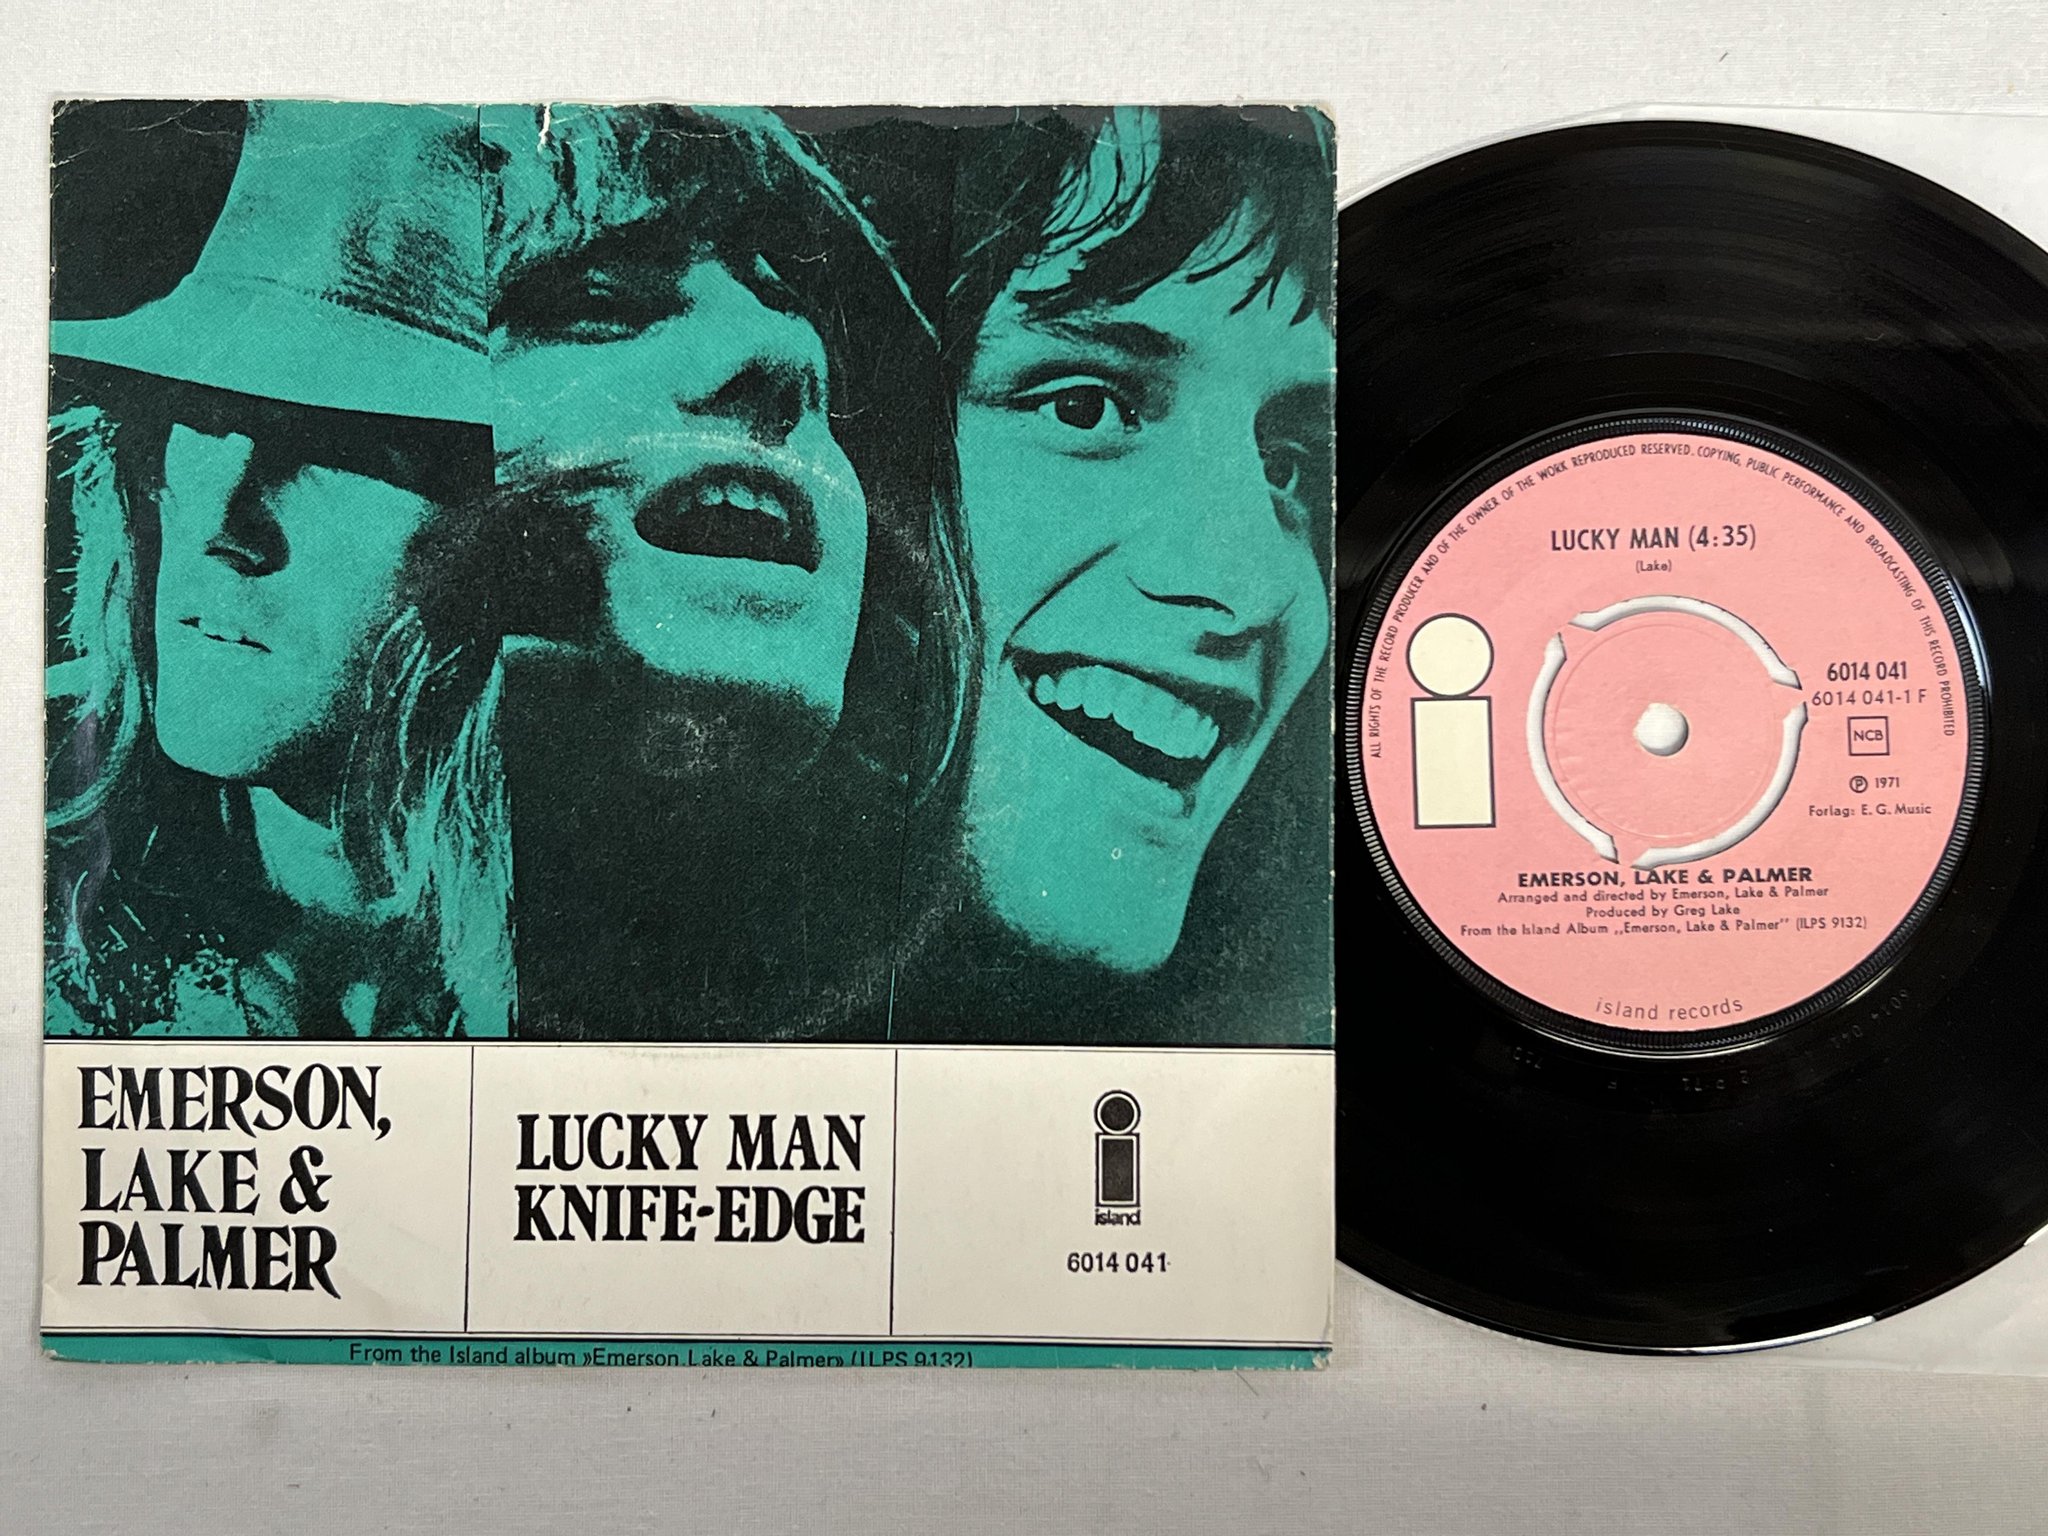 EMERSON,
LAKE &
PALMER
LUCKY MAN
KNIFE-EDGE
island
6014 041
From the Island album »Emerson, Lake & Palmer» (ILPS 9132)
ALL RIGHTS OF THE RECORD PRODUCER AND OF THE OWNER OF THE WORK REPRODUCED RESERVED. COPYING, PUBLIC PERFORMANCE AND BROADCASTING OF THIS RECORD PROHIBITED
LUCKY MAN (4:35)
(Lake)
i
6014 041
6014 041-1 F
NCB
℗ 1971
Forlag: E. G. Music
EMERSON, LAKE & PALMER
Arranged and directed by Emerson, Lake & Palmer
Produced by Greg Lake
From the Island Album „Emerson, Lake & Palmer" (ILPS 9132)
island records